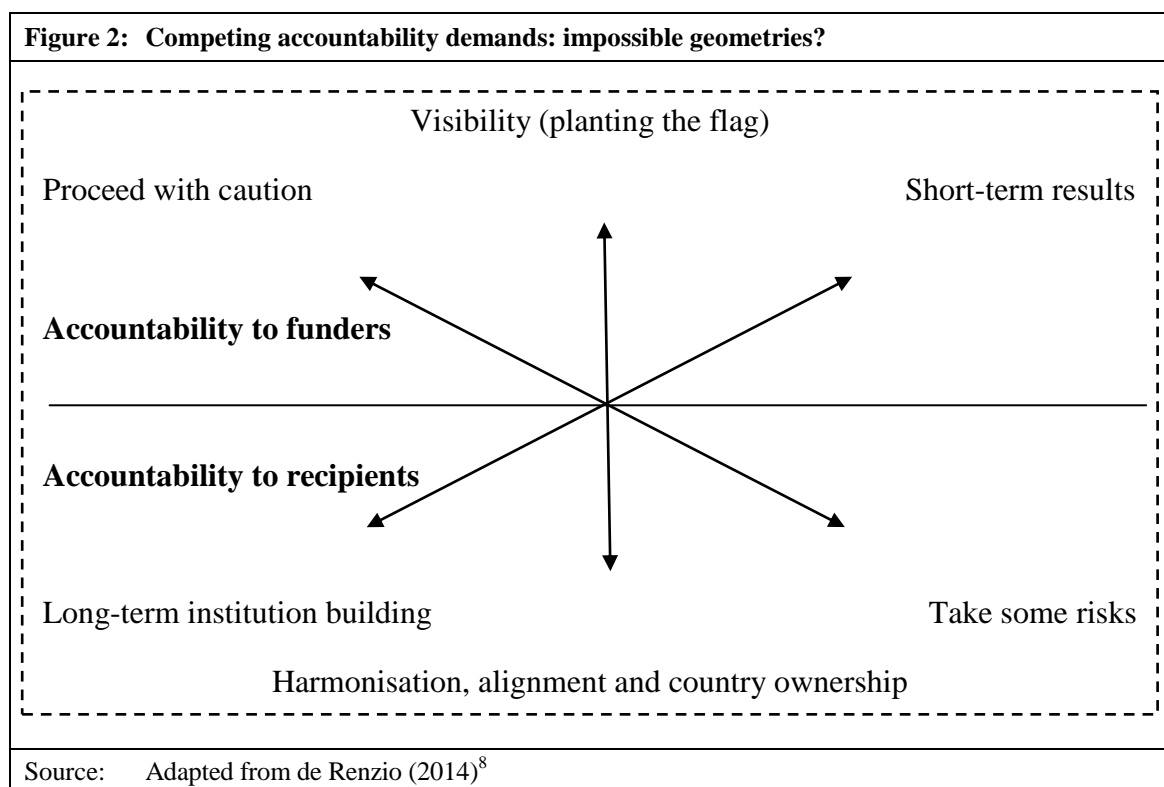 Figure 2: Competing accountability demands: impossible geometries?
Visibility (planting the flag)
Proceed with caution
Short-term results
Accountability to funders
Accountability to recipients
Long-term institution building
Take some risks
Harmonisation, alignment and country ownership
Source: Adapted from de Renzio (2014)8